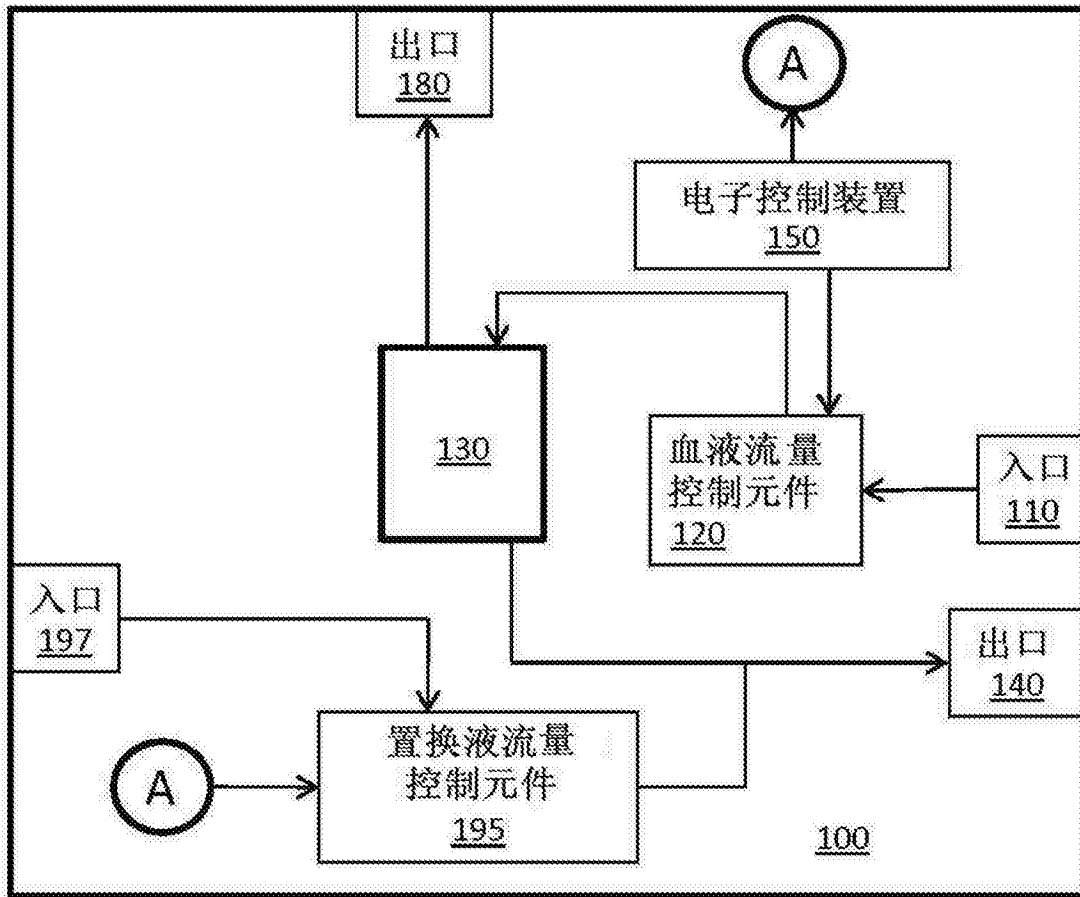 出口
180
A
电子控制装置
150
130
血液流量
控制元件
120
入口
110
入口
197
出口
140
置换液流量
控制元件
195
A
100